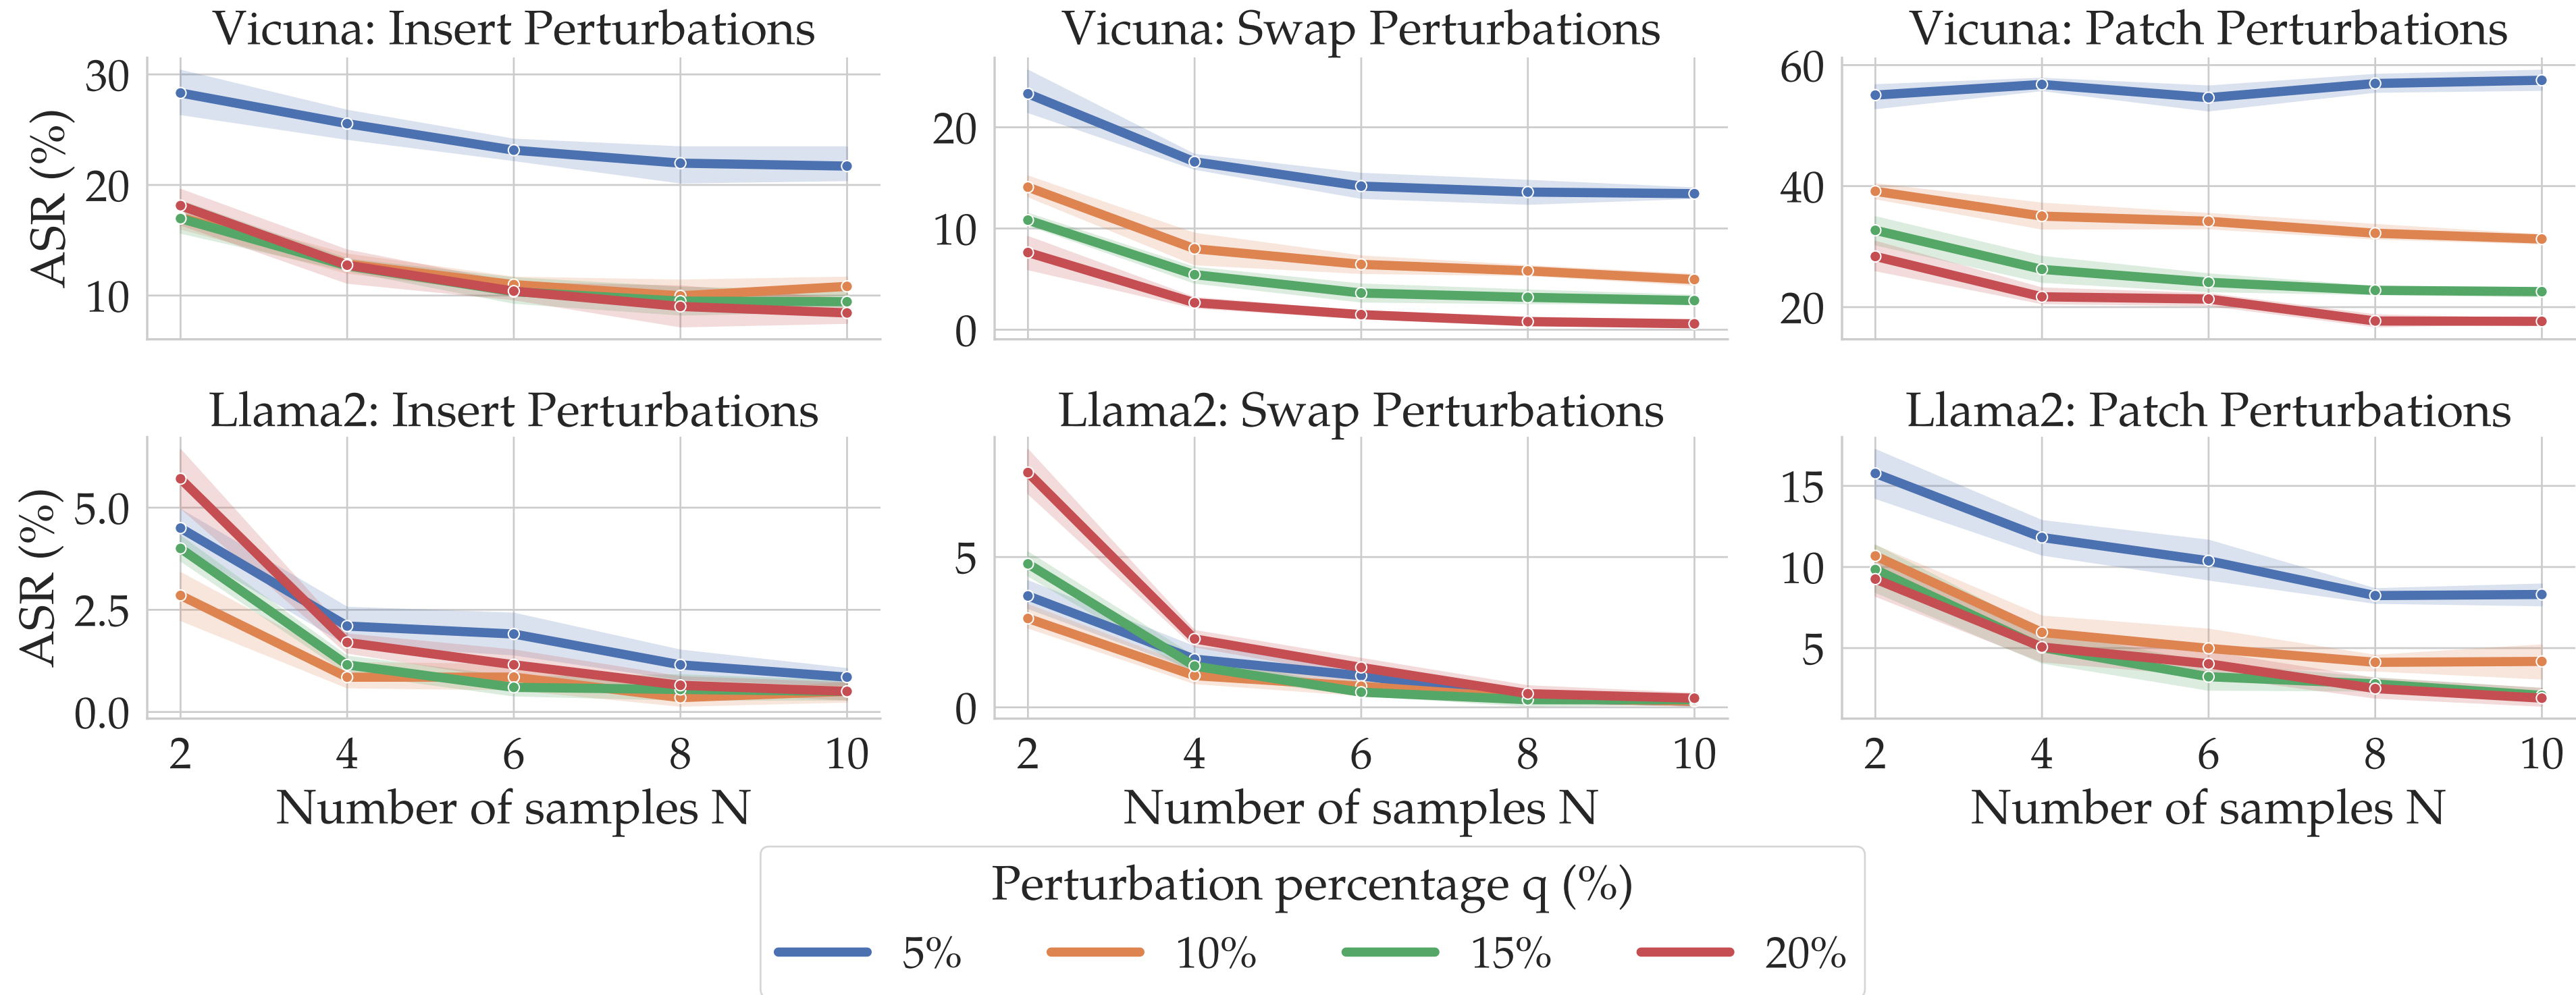 Vicuna: Insert Perturbations
Vicuna: Swap Perturbations
Vicuna: Patch Perturbations
ASR (%)
30
20
10
20
10
0
60
40
20
Llama2: Insert Perturbations
Llama2: Swap Perturbations
Llama2: Patch Perturbations
ASR (%)
5.0
2.5
0.0
5
0
15
10
5
2 4 6 8 10
2 4 6 8 10
2 4 6 8 10
Number of samples N
Number of samples N
Number of samples N
Perturbation percentage q (%)
5% 10% 15% 20%